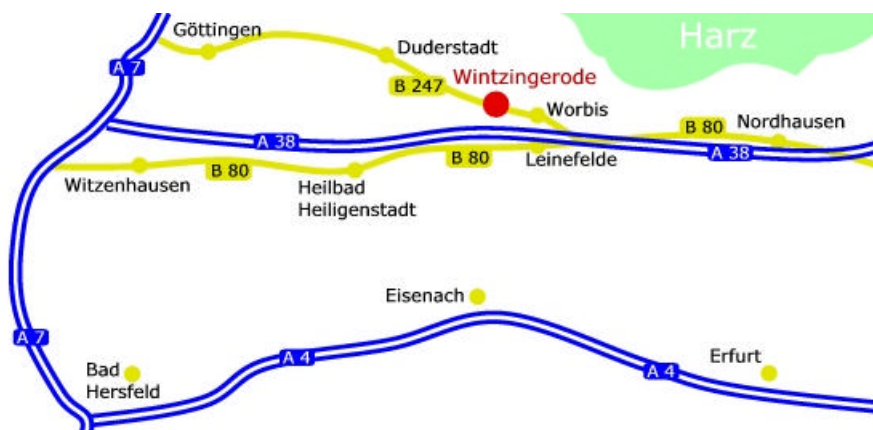 Göttingen
Harz
Duderstadt
A 7
Wintzingerode
B 247
Worbis
Nordhausen
B 80
A 38
A 38
B 80
Leinefelde
B 80
Witzenhausen
Heilbad
Heiligenstadt
Eisenach
A 7
A 4
Erfurt
A 4
Bad
Hersfeld